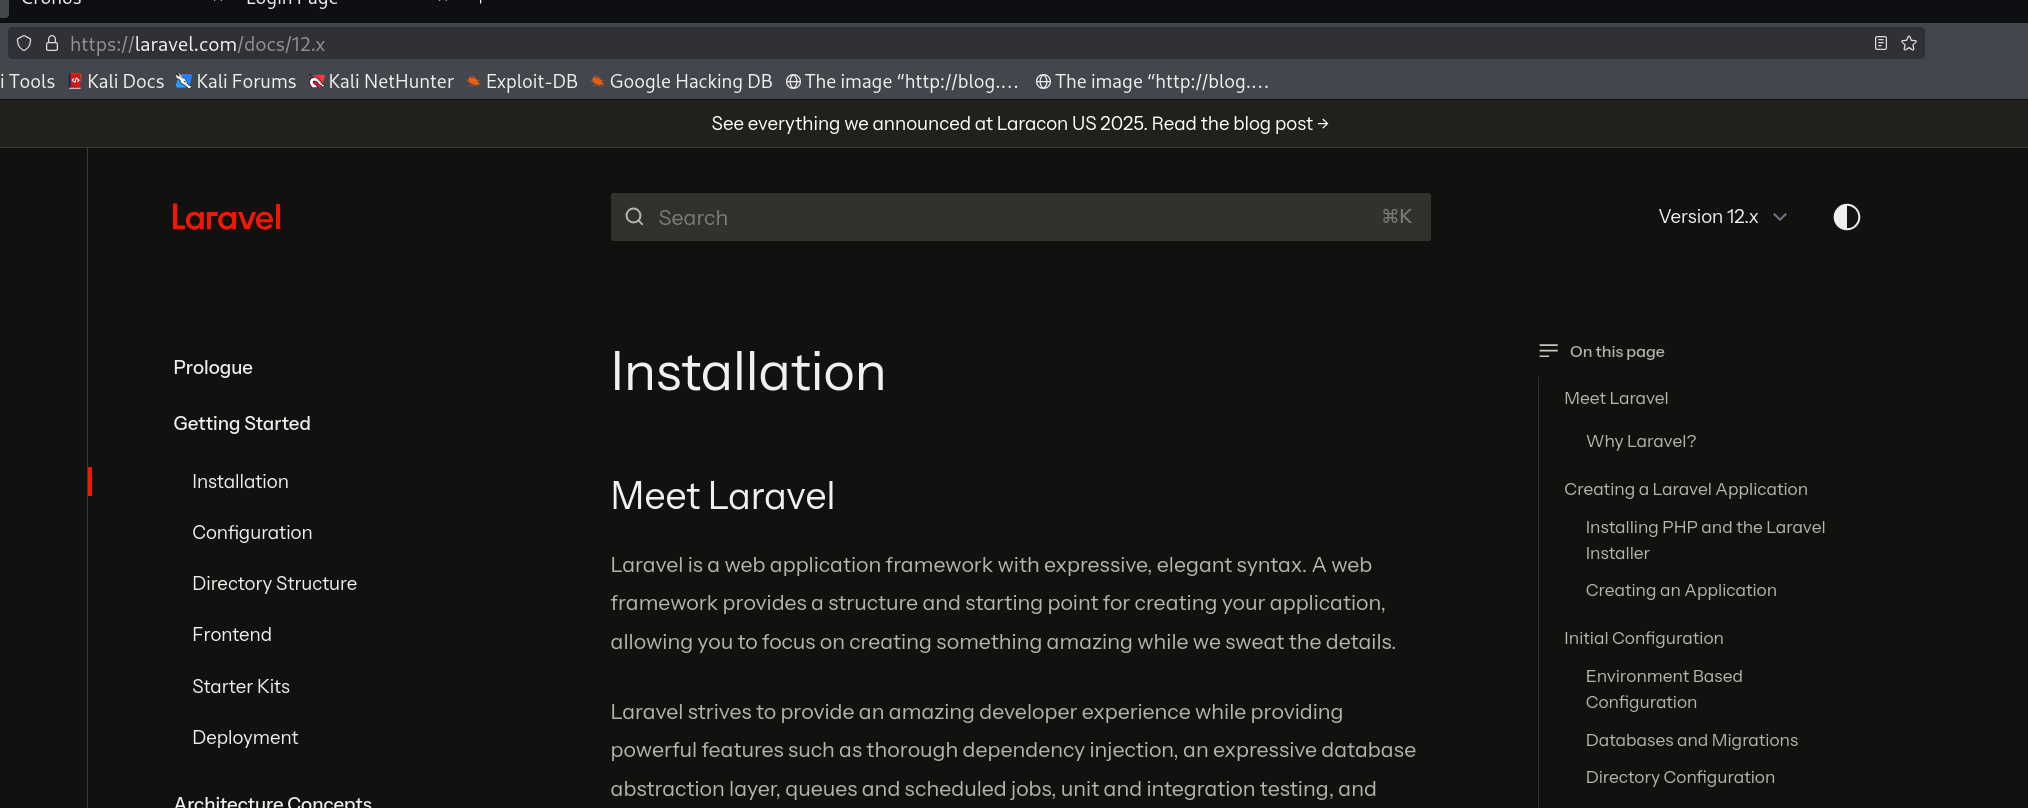 Cronos
Login Page
https://laravel.com/docs/12.x
i Tools Kali Docs Kali Forums Kali NetHunter Exploit-DB Google Hacking DB The image “http://blog.... The image “http://blog....
See everything we announced at Laracon US 2025. Read the blog post →
Laravel
Search ⌘K
Version 12.x
Prologue
Getting Started
Installation
Configuration
Directory Structure
Frontend
Starter Kits
Deployment
Architecture Concepts
Installation
Meet Laravel
Laravel is a web application framework with expressive, elegant syntax. A web
framework provides a structure and starting point for creating your application,
allowing you to focus on creating something amazing while we sweat the details.
Laravel strives to provide an amazing developer experience while providing
powerful features such as thorough dependency injection, an expressive database
abstraction layer, queues and scheduled jobs, unit and integration testing, and
On this page
Meet Laravel
Why Laravel?
Creating a Laravel Application
Installing PHP and the Laravel
Installer
Creating an Application
Initial Configuration
Environment Based
Configuration
Databases and Migrations
Directory Configuration